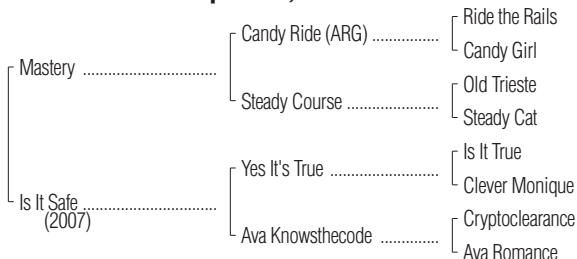 Ride the Rails
Candy Ride (ARG) ................
Candy Girl
Mastery ................................
Old Trieste
Steady Course ......................
Steady Cat
Is It True
Yes It's True ..........................
Clever Monique
Is It Safe ................................
(2007)
Cryptoclearance
Ava Knowsthecode ..............
Ava Romance